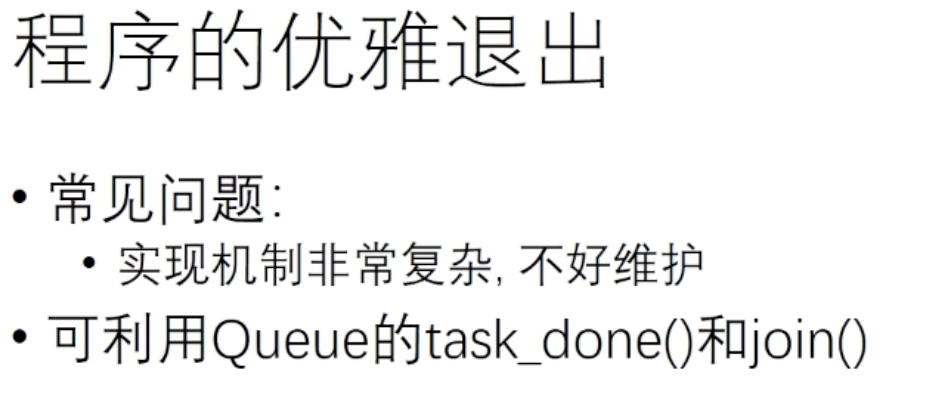 程序的优雅退出
• 常见问题:
• 实现机制非常复杂, 不好维护
• 可利用Queue的task_done()和join()